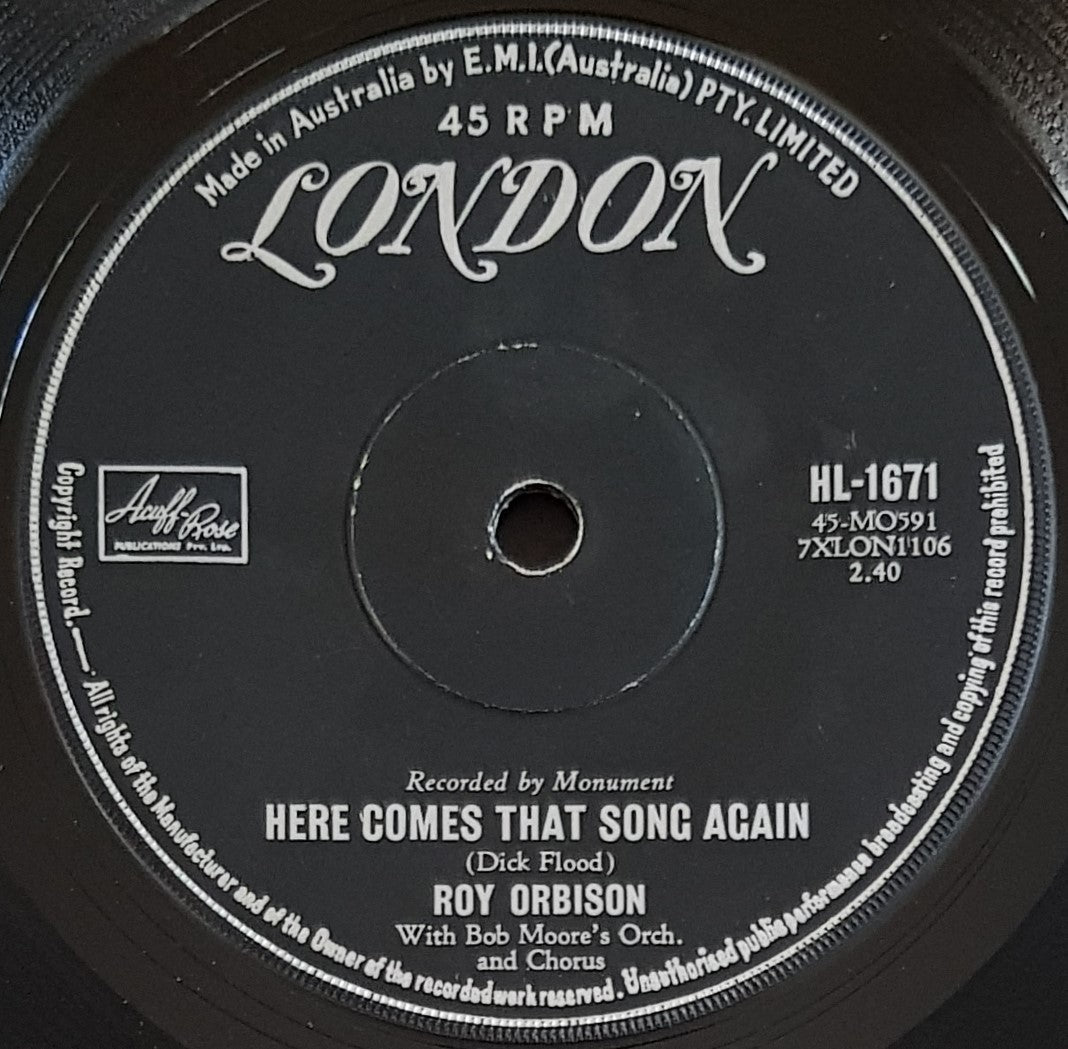 Made in Australia by E.M.I.(Australia) PTY. LIMITED
45 RPM
LONDON
Acuff-Rose
PUBLICATIONS PTY. LTD.
HL-1671
45-MO591
7XLON1106
2.40
Recorded by Monument
HERE COMES THAT SONG AGAIN
(Dick Flood)
ROY ORBISON
With Bob Moore's Orch.
and Chorus
Copyright Record.—All rights of the Manufacturer and of the Owner of the recorded work reserved. Unauthorised public performance broadcasting and copying of this record prohibited